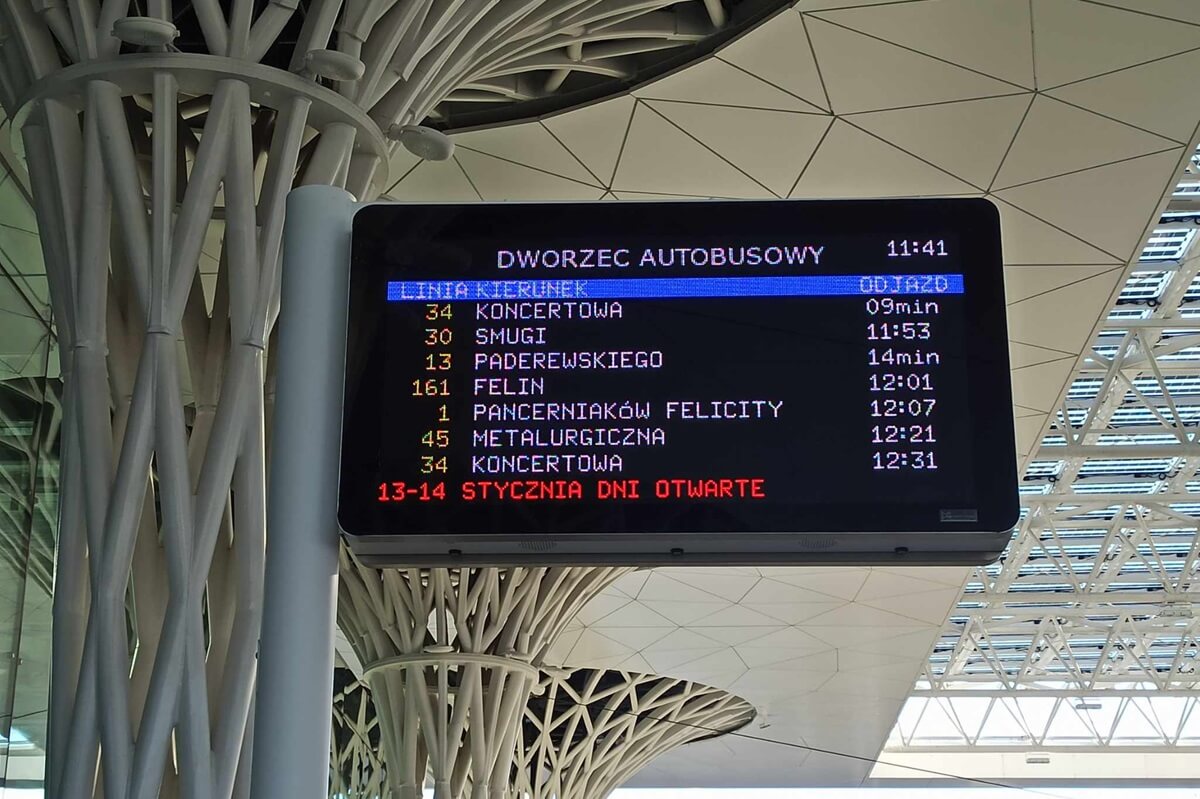 DWORZEC AUTOBUSOWY 11:41
LINIA KIERUNEK ODJAZD
34 KONCERTOWA 09min
30 SMUGI 11:53
13 PADEREWSKIEGO 14min
161 FELIN 12:01
1 PANCERNIAKÓW FELICITY 12:07
45 METALURGICZNA 12:21
34 KONCERTOWA 12:31
13-14 STYCZNIA DNI OTWARTE